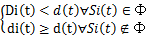 {Di(t) < d(t)∀Si(t) ∈ Φ
di(t) ≥ d(t)∀Si(t) ∉ Φ